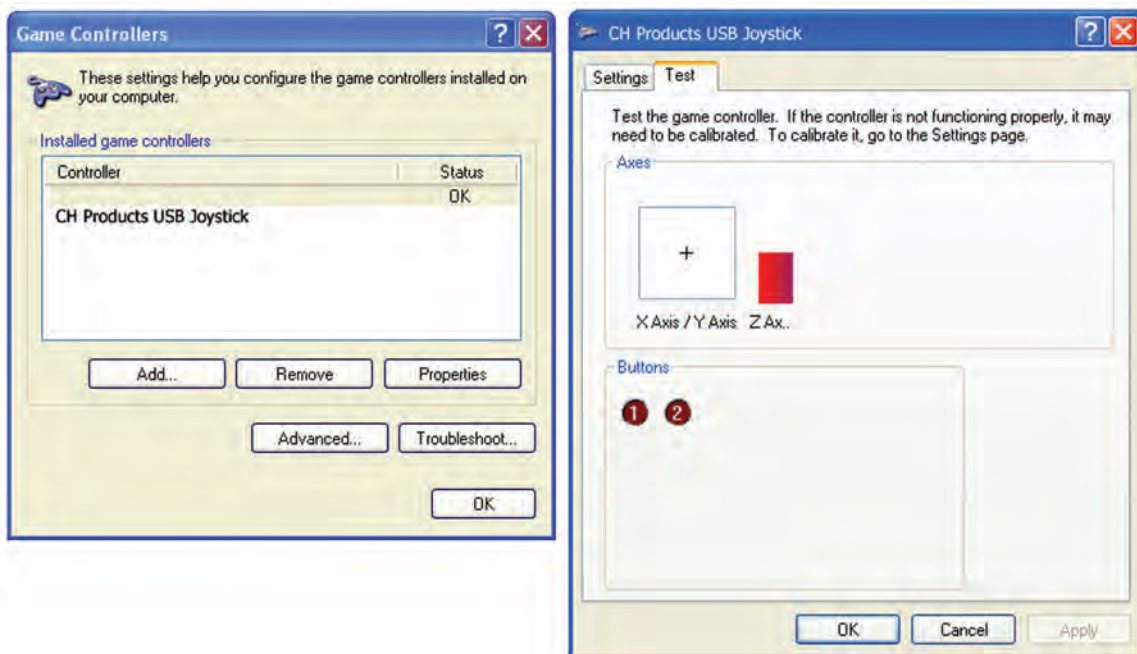 Game Controllers
These settings help you configure the game controllers installed on
your computer.
Installed game controllers
Controller Status
OK
CH Products USB Joystick
Add... Remove Properties
Advanced... Troubleshoot...
OK
CH Products USB Joystick
Settings Test
Test the game controller. If the controller is not functioning properly, it may
need to be calibrated. To calibrate it, go to the Settings page.
Axes
X Axis / Y Axis Z Ax..
Buttons
1 2
OK Cancel Apply